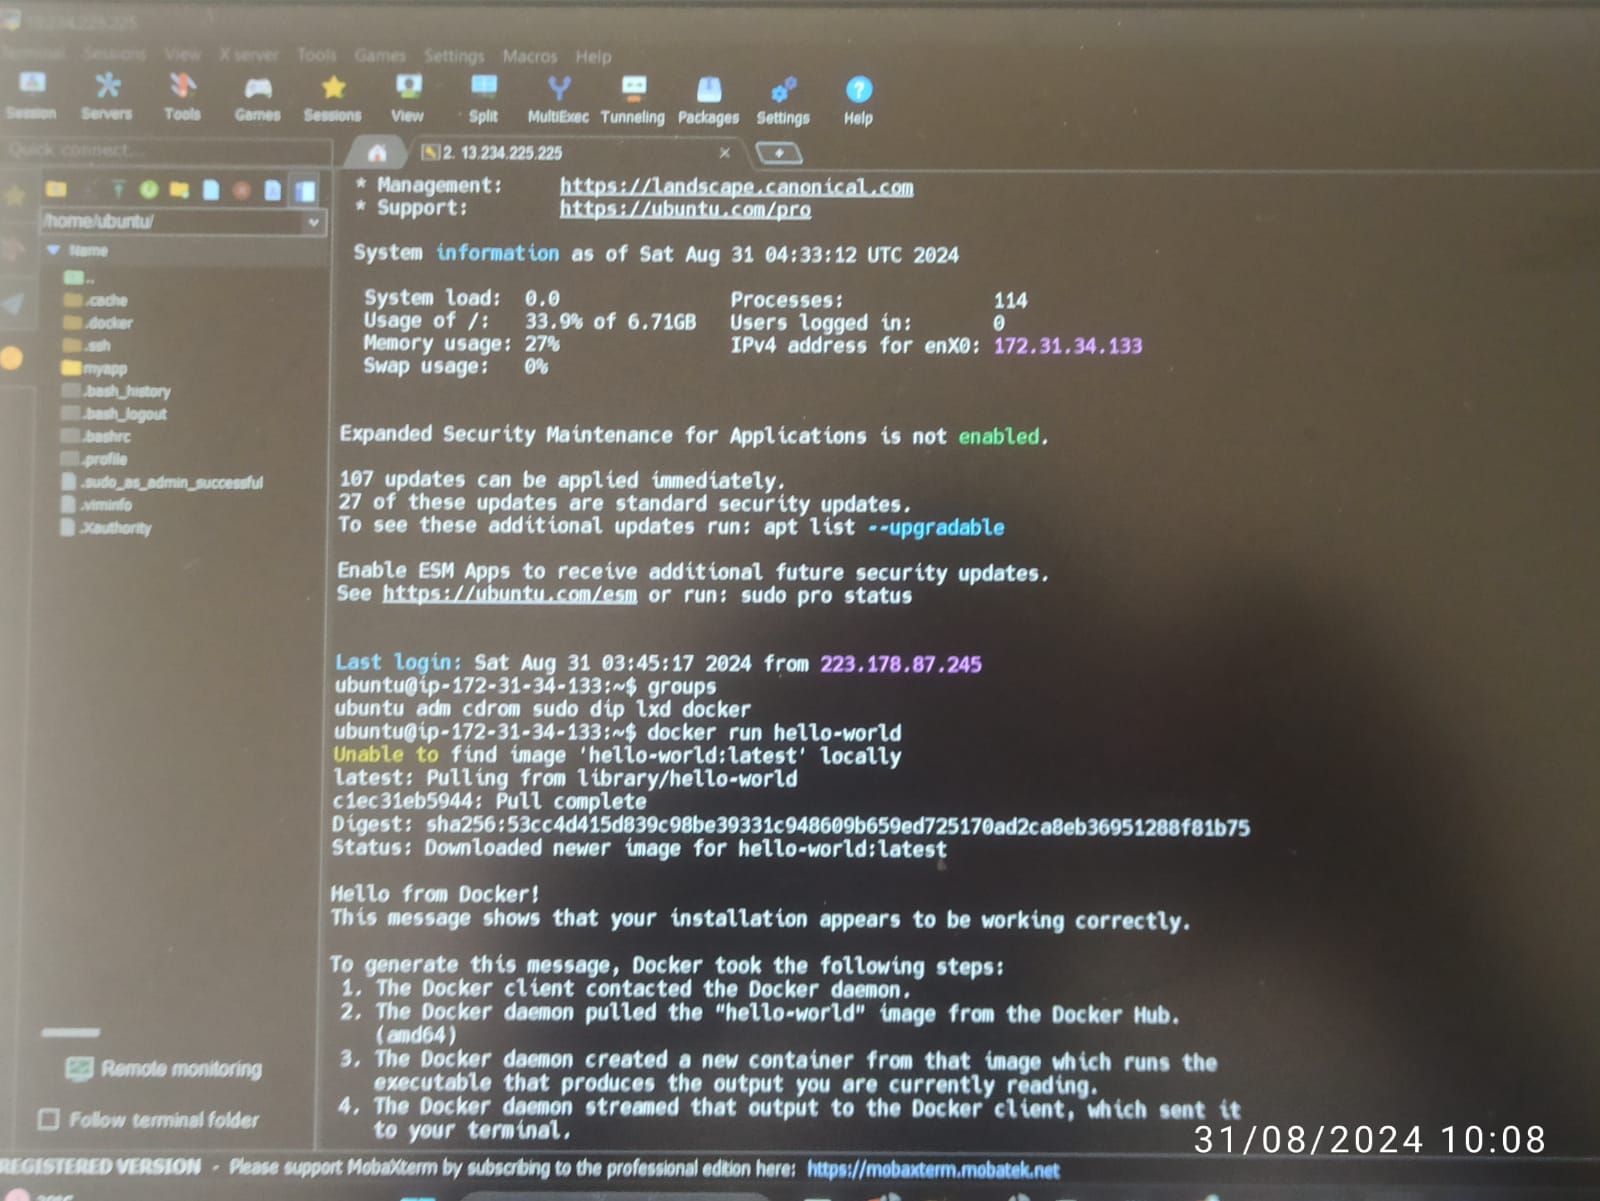 13.234.225.225
Terminal Sessions View X server Tools Games Settings Macros Help
Session Servers Tools Games Sessions View Split MultiExec Tunneling Packages Settings Help
Quick connect...
2. 13.234.225.225
/home/ubuntu/
Name
..
.cache
.docker
.ssh
myapp
.bash_history
.bash_logout
.bashrc
.profile
.sudo_as_admin_successful
.viminfo
.Xauthority
Remote monitoring
Follow terminal folder
* Management: https://landscape.canonical.com
* Support: https://ubuntu.com/pro
System information as of Sat Aug 31 04:33:12 UTC 2024
System load: 0.0 Processes: 114
Usage of /: 33.9% of 6.71GB Users logged in: 0
Memory usage: 27% IPv4 address for enX0: 172.31.34.133
Swap usage: 0%
Expanded Security Maintenance for Applications is not enabled.
107 updates can be applied immediately.
27 of these updates are standard security updates.
To see these additional updates run: apt list --upgradable
Enable ESM Apps to receive additional future security updates.
See https://ubuntu.com/esm or run: sudo pro status
Last login: Sat Aug 31 03:45:17 2024 from 223.178.87.245
ubuntu@ip-172-31-34-133:~$ groups
ubuntu adm cdrom sudo dip lxd docker
ubuntu@ip-172-31-34-133:~$ docker run hello-world
Unable to find image 'hello-world:latest' locally
latest: Pulling from library/hello-world
c1ec31eb5944: Pull complete
Digest: sha256:53cc4d415d839c98be39331c948609b659ed725170ad2ca8eb36951288f81b75
Status: Downloaded newer image for hello-world:latest
Hello from Docker!
This message shows that your installation appears to be working correctly.
To generate this message, Docker took the following steps:
1. The Docker client contacted the Docker daemon.
2. The Docker daemon pulled the "hello-world" image from the Docker Hub.
(amd64)
3. The Docker daemon created a new container from that image which runs the
executable that produces the output you are currently reading.
4. The Docker daemon streamed that output to the Docker client, which sent it
to your terminal.
31/08/2024 10:08
REGISTERED VERSION - Please support MobaXterm by subscribing to the professional edition here: https://mobaxterm.mobatek.net